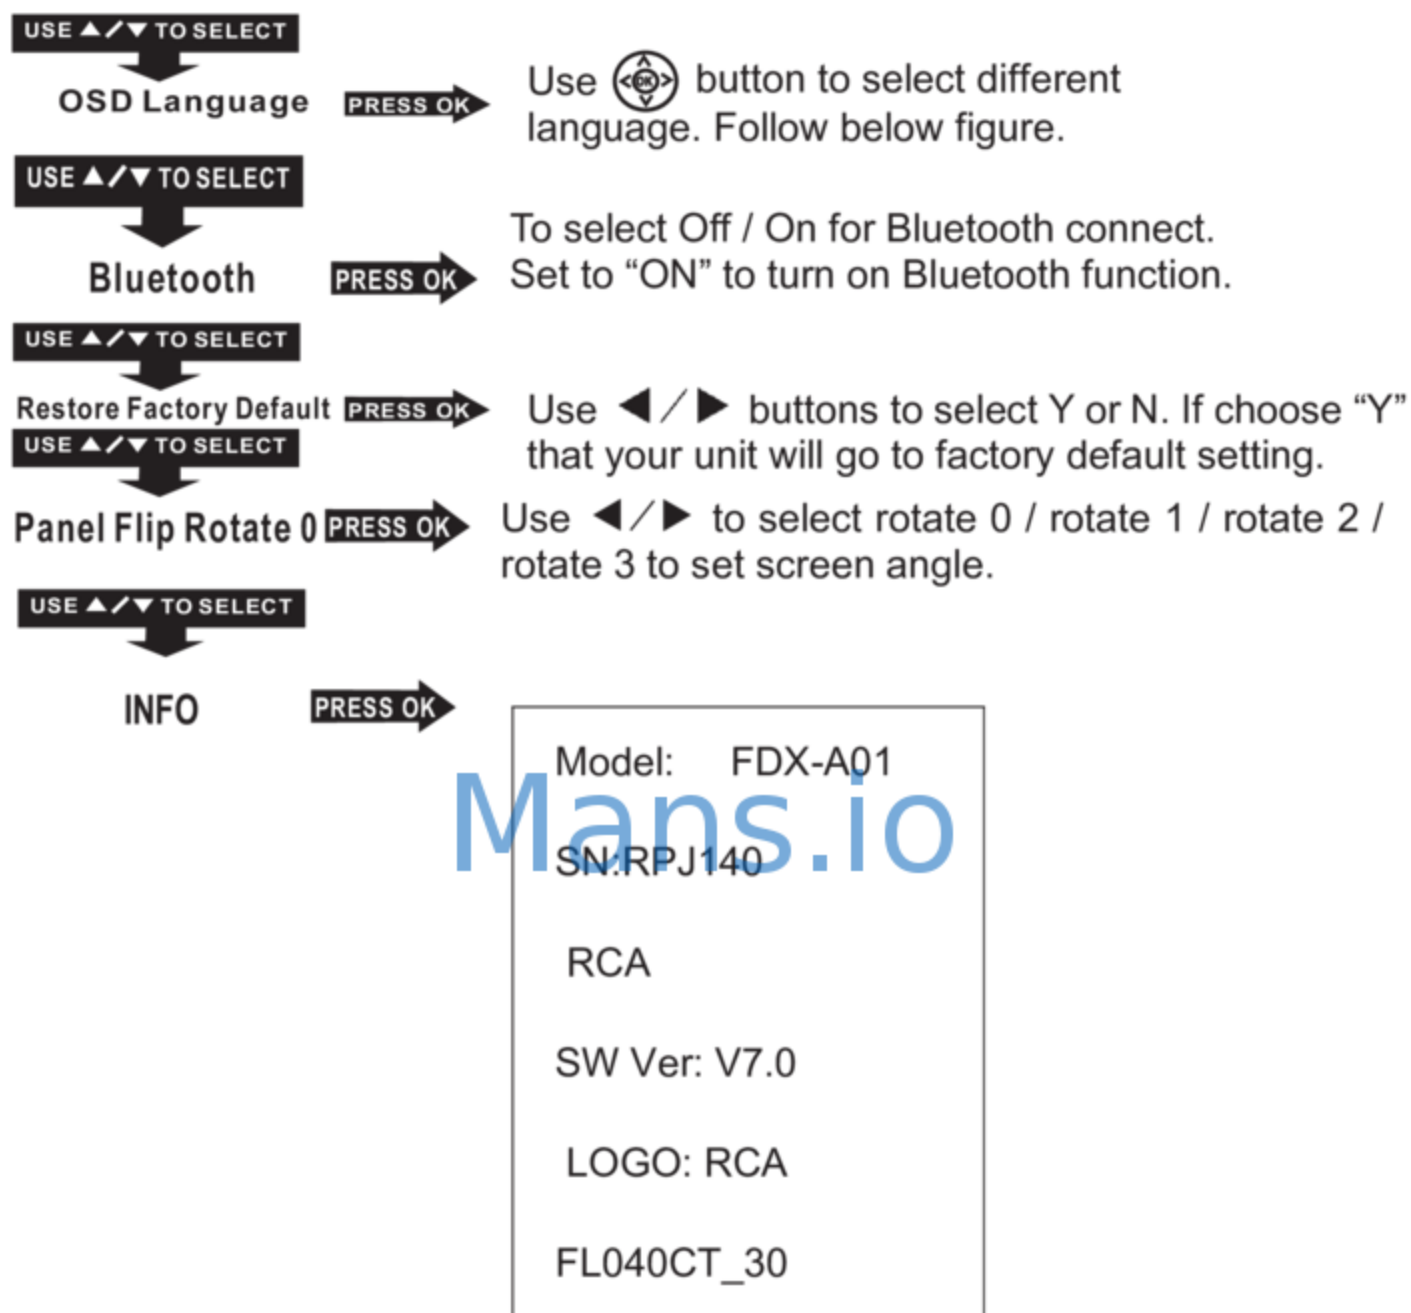 USE ▲/▼ TO SELECT
OSD Language PRESS OK Use <OK> button to select different
language. Follow below figure.
USE ▲/▼ TO SELECT
To select Off / On for Bluetooth connect.
Bluetooth PRESS OK Set to “ON” to turn on Bluetooth function.
USE ▲/▼ TO SELECT
Restore Factory Default PRESS OK Use ◀/▶ buttons to select Y or N. If choose “Y”
USE ▲/▼ TO SELECT that your unit will go to factory default setting.
Panel Flip Rotate 0 PRESS OK Use ◀/▶ to select rotate 0 / rotate 1 / rotate 2 /
rotate 3 to set screen angle.
USE ▲/▼ TO SELECT
INFO PRESS OK
Model: FDX-A01
Mans.io
SN:RPJ140
RCA
SW Ver: V7.0
LOGO: RCA
FL040CT_30